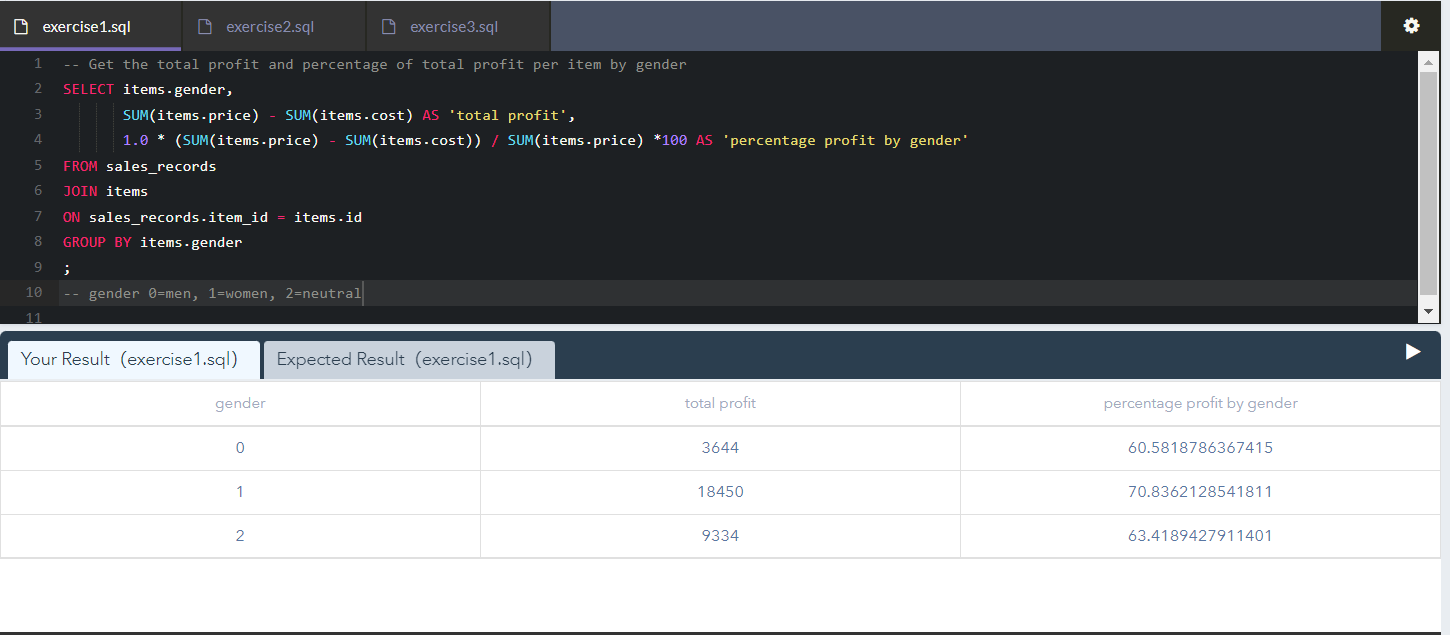 exercise1.sql exercise2.sql exercise3.sql
1 -- Get the total profit and percentage of total profit per item by gender
2 SELECT items.gender,
3 SUM(items.price) - SUM(items.cost) AS 'total profit',
4 1.0 * (SUM(items.price) - SUM(items.cost)) / SUM(items.price) *100 AS 'percentage profit by gender'
5 FROM sales_records
6 JOIN items
7 ON sales_records.item_id = items.id
8 GROUP BY items.gender
9 ;
10 -- gender 0=men, 1=women, 2=neutral
11
Your Result (exercise1.sql) Expected Result (exercise1.sql)
gender total profit percentage profit by gender
0 3644 60.5818786367415
1 18450 70.8362128541811
2 9334 63.4189427911401